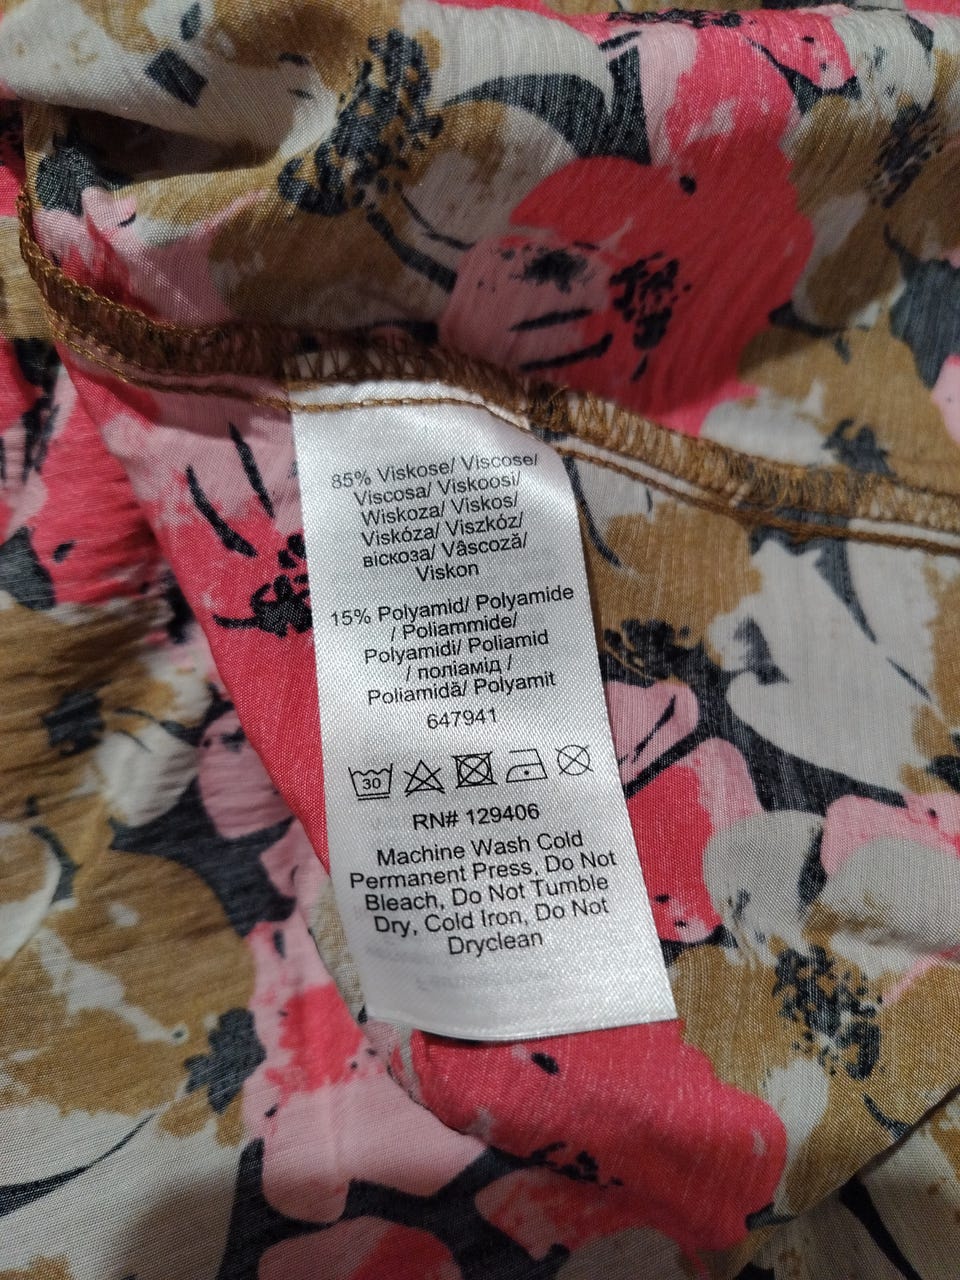 85% Viskose/ Viscose/
Viscosa/ Viskoosi/
Wiskoza/ Viskos/
Viskóza/ Viszkóz/
віскоза/ Vâscoză/
Viskon
15% Polyamid/ Polyamide
/ Poliammide/
Polyamidi/ Poliamid
/ поліамід /
Poliamidă/ Polyamit
647941
30
RN# 129406
Machine Wash Cold
Permanent Press, Do Not
Bleach, Do Not Tumble
Dry, Cold Iron, Do Not
Dryclean